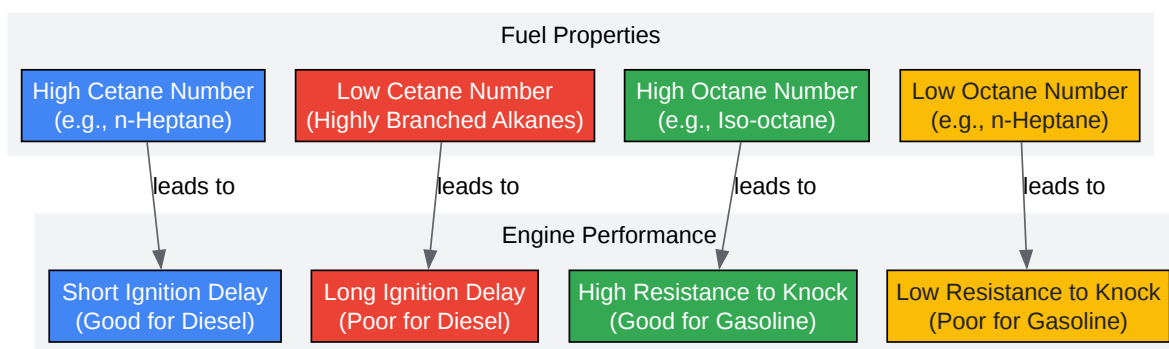 Fuel Properties
High Cetane Number
(e.g., n-Heptane)
Low Cetane Number
(Highly Branched Alkanes)
High Octane Number
(e.g., Iso-octane)
Low Octane Number
(e.g., n-Heptane)
leads to
leads to
leads to
leads to
Engine Performance
Short Ignition Delay
(Good for Diesel)
Long Ignition Delay
(Poor for Diesel)
High Resistance to Knock
(Good for Gasoline)
Low Resistance to Knock
(Poor for Gasoline)